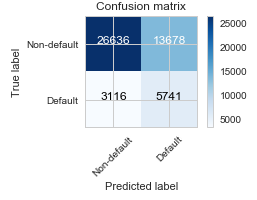 Confusion matrix
Non-default
26636
13678
Default
3116
5741
True label
Non-default
Default
Predicted label
25000
20000
15000
10000
5000